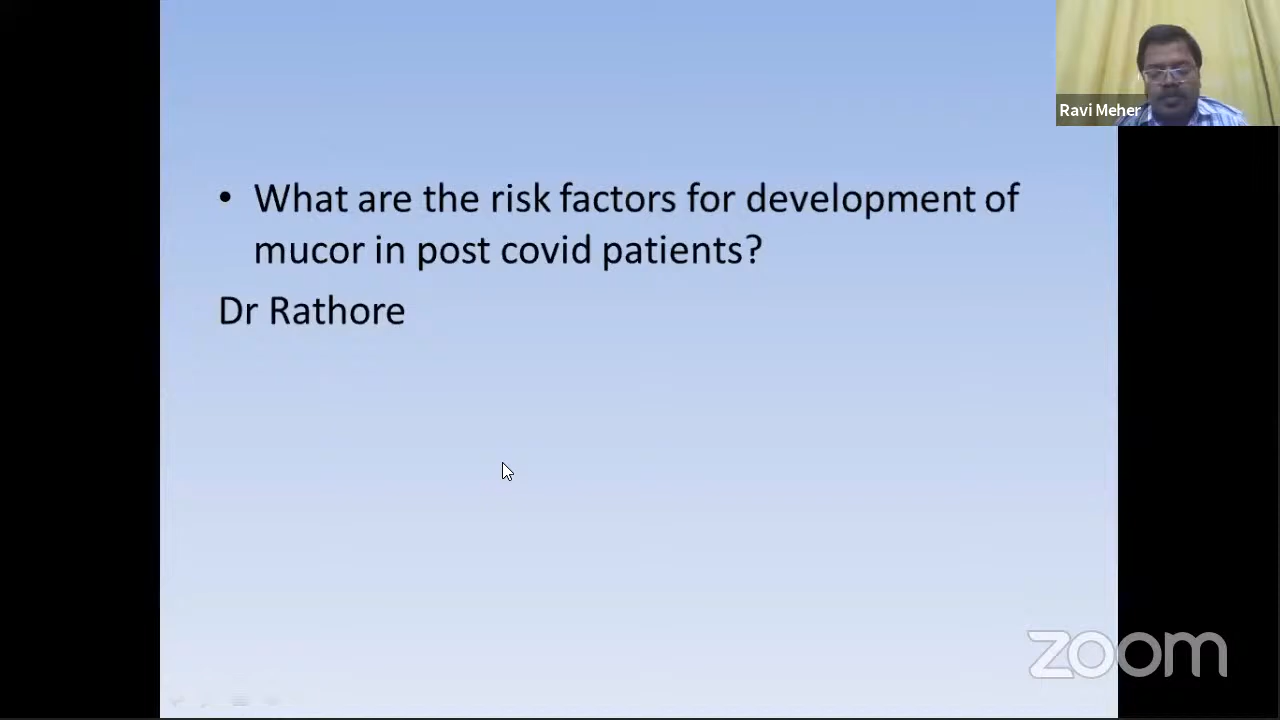 Ravi Meher
• What are the risk factors for development of
mucor in post covid patients?
Dr Rathore
zoom